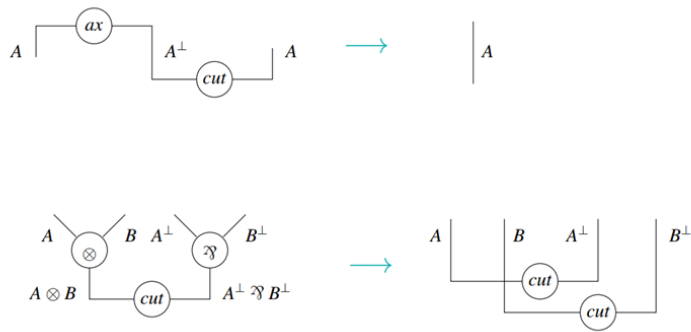 ax
A A^⊥ A ⟶ A
cut
A B A^⊥ B^⊥ A B A^⊥ B^⊥
⊗ ⅋
⟶ cut
A ⊗ B cut A^⊥ ⅋ B^⊥
cut